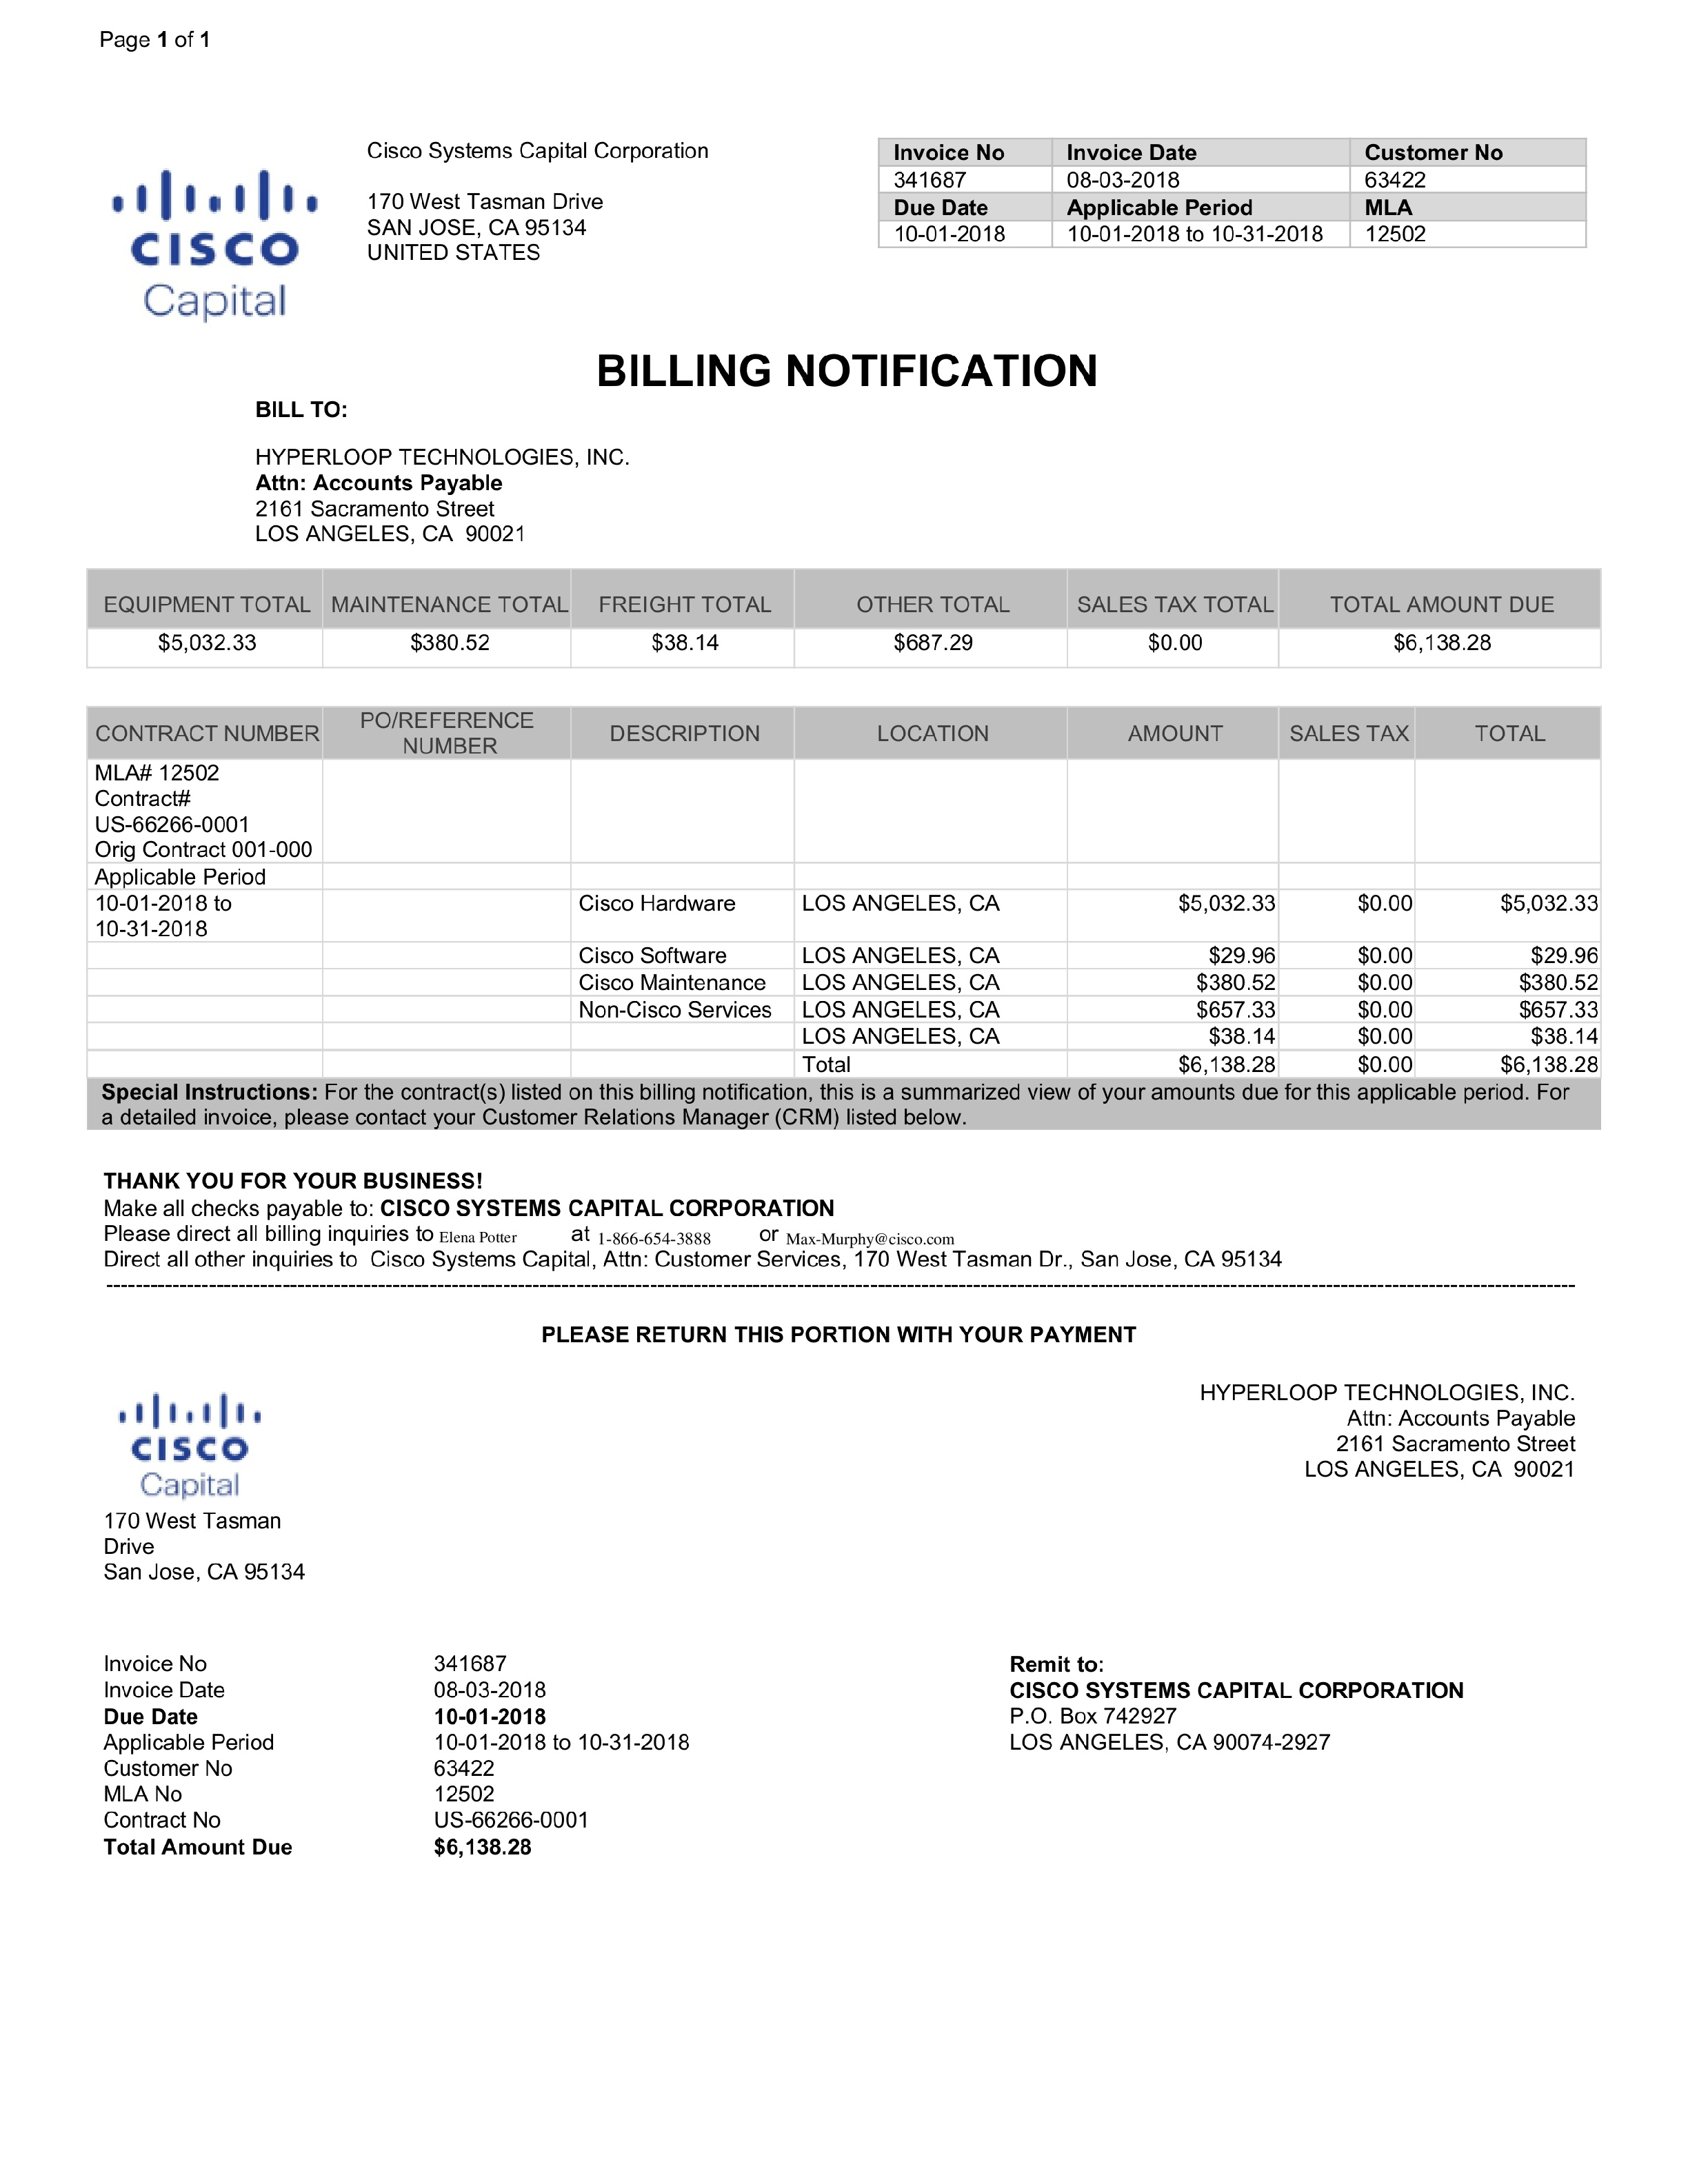 Page 1 of 1
CISCO
Capital
Cisco Systems Capital Corporation
170 West Tasman Drive
SAN JOSE, CA 95134
UNITED STATES
Invoice No Invoice Date Customer No
341687 08-03-2018 63422
Due Date Applicable Period MLA
10-01-2018 10-01-2018 to 10-31-2018 12502
BILLING NOTIFICATION
BILL TO:
HYPERLOOP TECHNOLOGIES, INC.
Attn: Accounts Payable
2161 Sacramento Street
LOS ANGELES, CA 90021
EQUIPMENT TOTAL MAINTENANCE TOTAL FREIGHT TOTAL OTHER TOTAL SALES TAX TOTAL TOTAL AMOUNT DUE
$5,032.33 $380.52 $38.14 $687.29 $0.00 $6,138.28
CONTRACT NUMBER PO/REFERENCE NUMBER DESCRIPTION LOCATION AMOUNT SALES TAX TOTAL
MLA# 12502
Contract#
US-66266-0001
Orig Contract 001-000
Applicable Period
10-01-2018 to Cisco Hardware LOS ANGELES, CA $5,032.33 $0.00 $5,032.33
10-31-2018
Cisco Software LOS ANGELES, CA $29.96 $0.00 $29.96
Cisco Maintenance LOS ANGELES, CA $380.52 $0.00 $380.52
Non-Cisco Services LOS ANGELES, CA $657.33 $0.00 $657.33
LOS ANGELES, CA $38.14 $0.00 $38.14
Total $6,138.28 $0.00 $6,138.28
Special Instructions: For the contract(s) listed on this billing notification, this is a summarized view of your amounts due for this applicable period. For
a detailed invoice, please contact your Customer Relations Manager (CRM) listed below.
THANK YOU FOR YOUR BUSINESS!
Make all checks payable to: CISCO SYSTEMS CAPITAL CORPORATION
Please direct all billing inquiries to Elena Potter at 1-866-654-3888 or Max-Murphy@cisco.com
Direct all other inquiries to Cisco Systems Capital, Attn: Customer Services, 170 West Tasman Dr., San Jose, CA 95134
PLEASE RETURN THIS PORTION WITH YOUR PAYMENT
CISCO
Capital
170 West Tasman
Drive
San Jose, CA 95134
HYPERLOOP TECHNOLOGIES, INC.
Attn: Accounts Payable
2161 Sacramento Street
LOS ANGELES, CA 90021
Invoice No 341687
Invoice Date 08-03-2018
Due Date 10-01-2018
Applicable Period 10-01-2018 to 10-31-2018
Customer No 63422
MLA No 12502
Contract No US-66266-0001
Total Amount Due $6,138.28
Remit to:
CISCO SYSTEMS CAPITAL CORPORATION
P.O. Box 742927
LOS ANGELES, CA 90074-2927